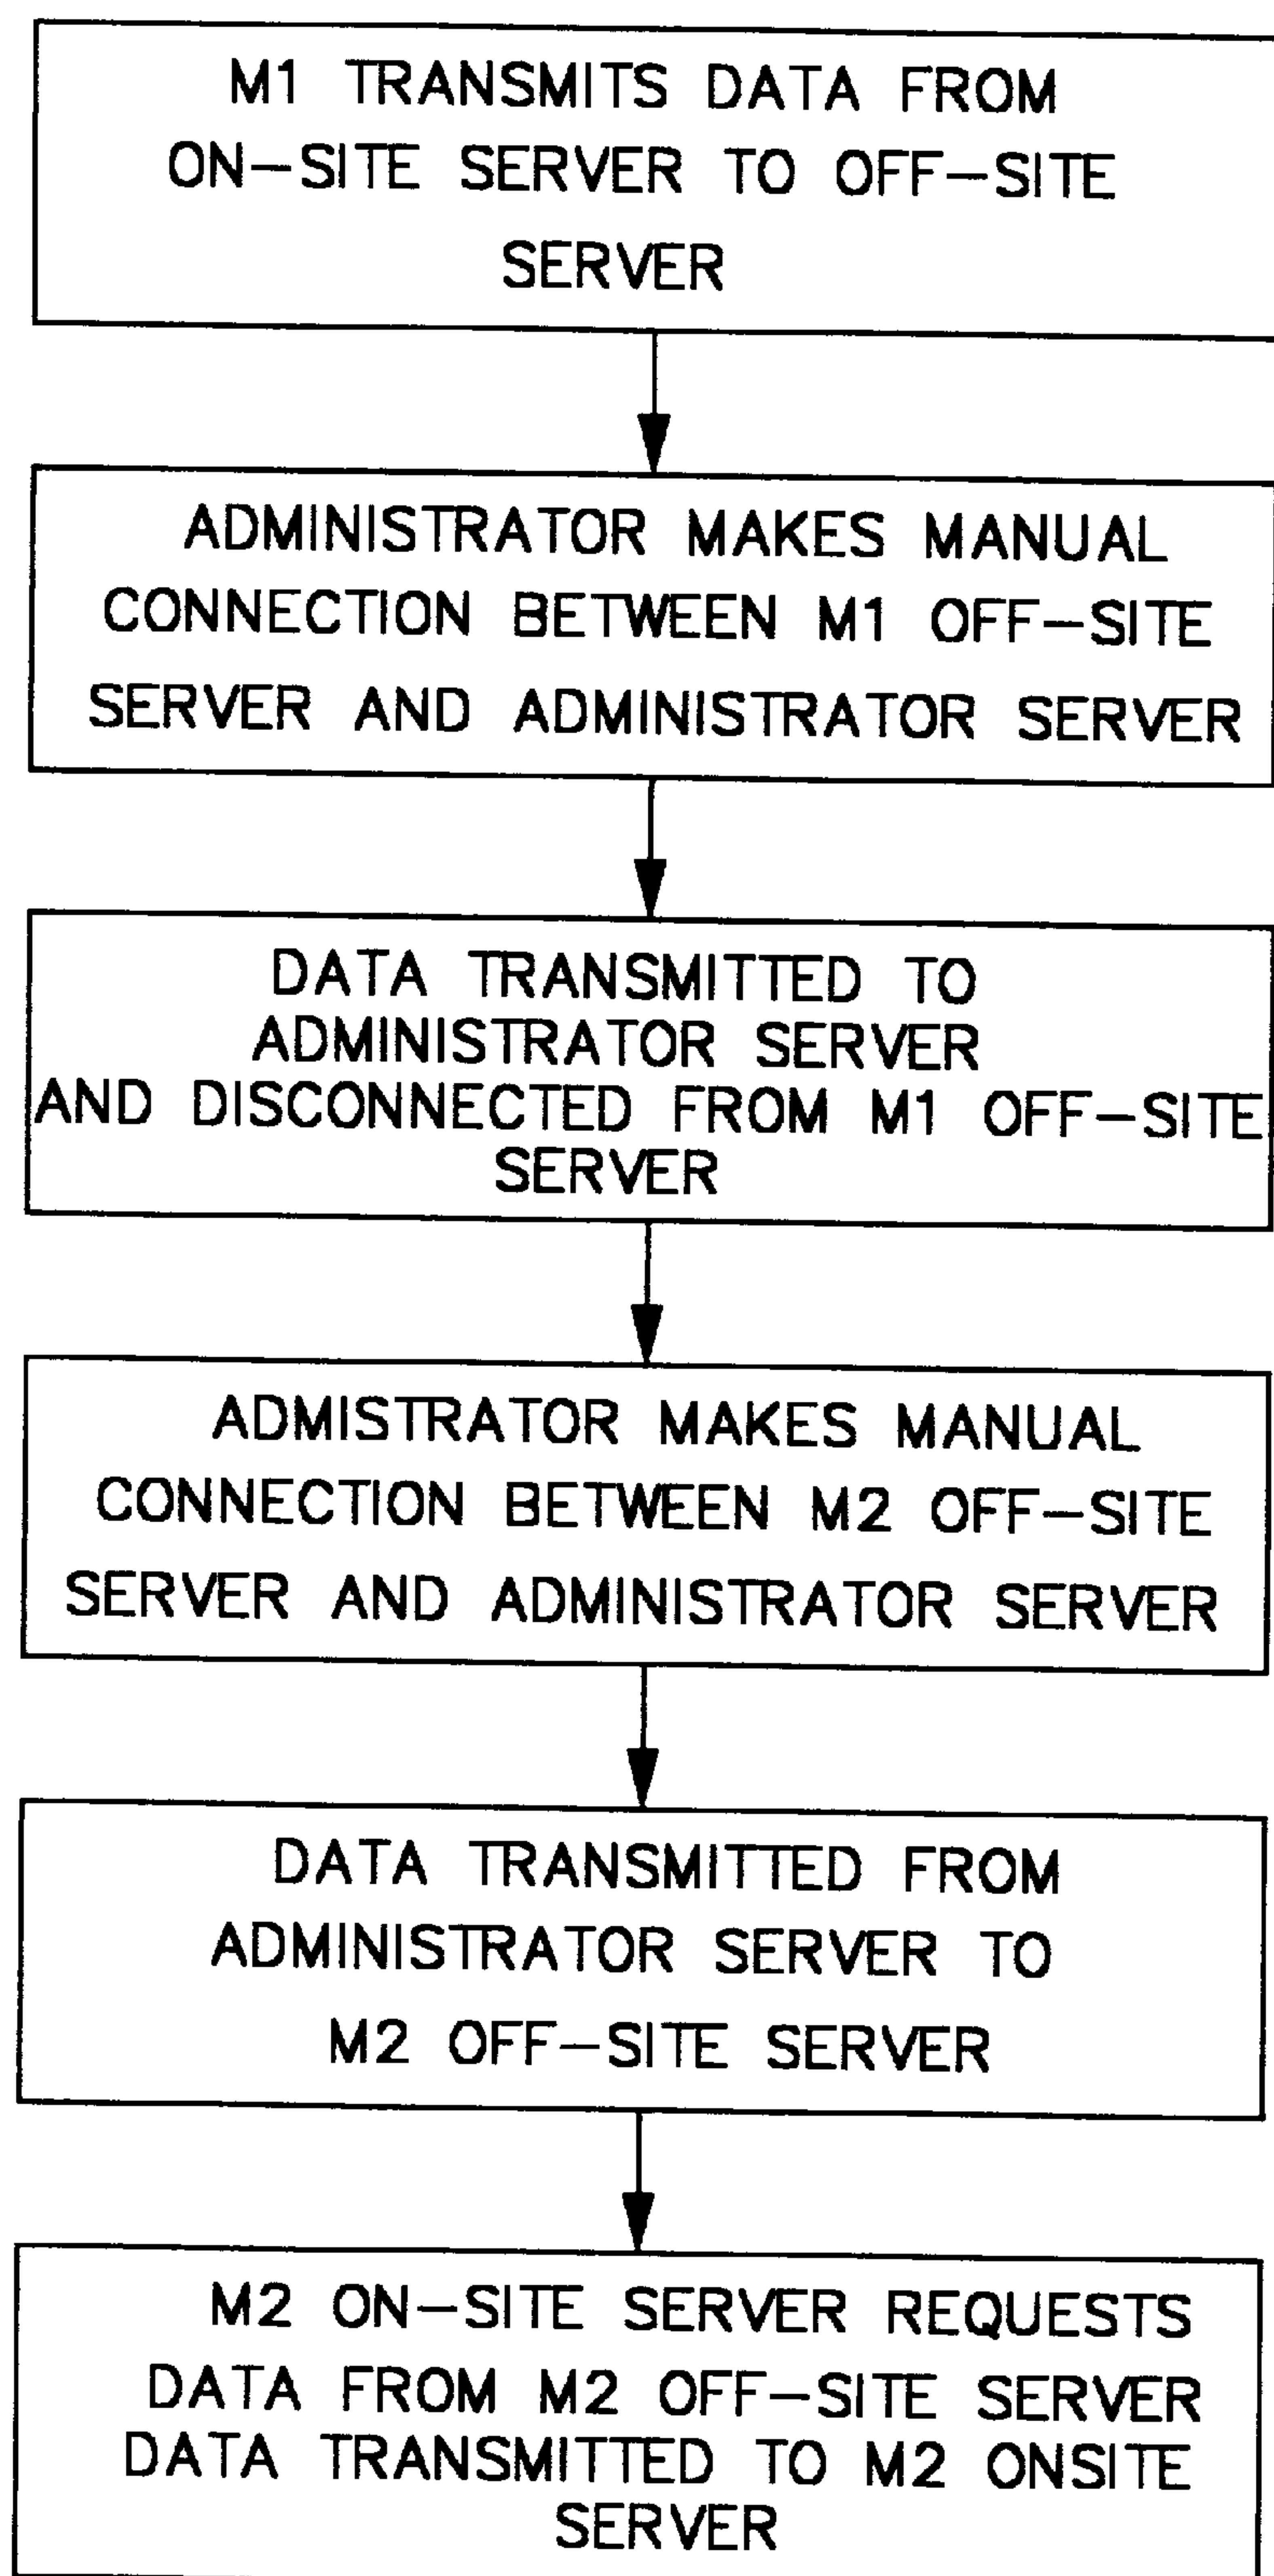 M1 TRANSMITS DATA FROM
ON-SITE SERVER TO OFF-SITE
SERVER
ADMINISTRATOR MAKES MANUAL
CONNECTION BETWEEN M1 OFF-SITE
SERVER AND ADMINISTRATOR SERVER
DATA TRANSMITTED TO
ADMINISTRATOR SERVER
AND DISCONNECTED FROM M1 OFF-SITE
SERVER
ADMISTRATOR MAKES MANUAL
CONNECTION BETWEEN M2 OFF-SITE
SERVER AND ADMINISTRATOR SERVER
DATA TRANSMITTED FROM
ADMINISTRATOR SERVER TO
M2 OFF-SITE SERVER
M2 ON-SITE SERVER REQUESTS
DATA FROM M2 OFF-SITE SERVER
DATA TRANSMITTED TO M2 ONSITE
SERVER